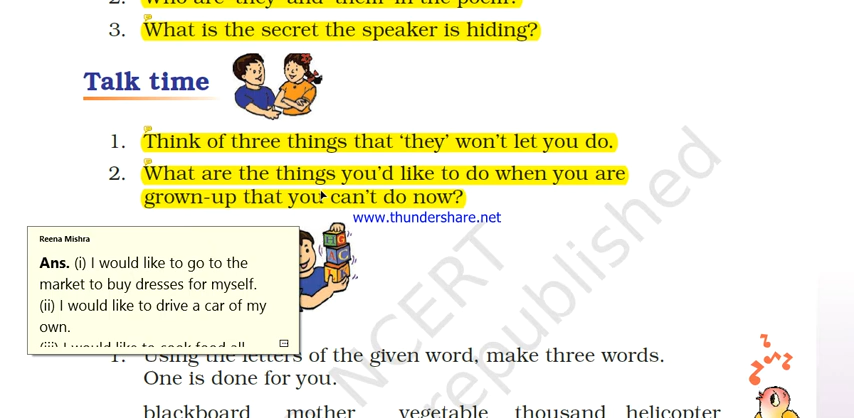 3. What is the secret the speaker is hiding?
Talk time
1. Think of three things that ‘they’ won’t let you do.
2. What are the things you’d like to do when you are
grown-up that you can’t do now?
www.thundershare.net
Reena Mishra
Ans. (i) I would like to go to the
market to buy dresses for myself.
(ii) I would like to drive a car of my
own.
1. Using the letters of the given word, make three words.
One is done for you.
blackboard mother vegetable thousand helicopter
NCERT
republished